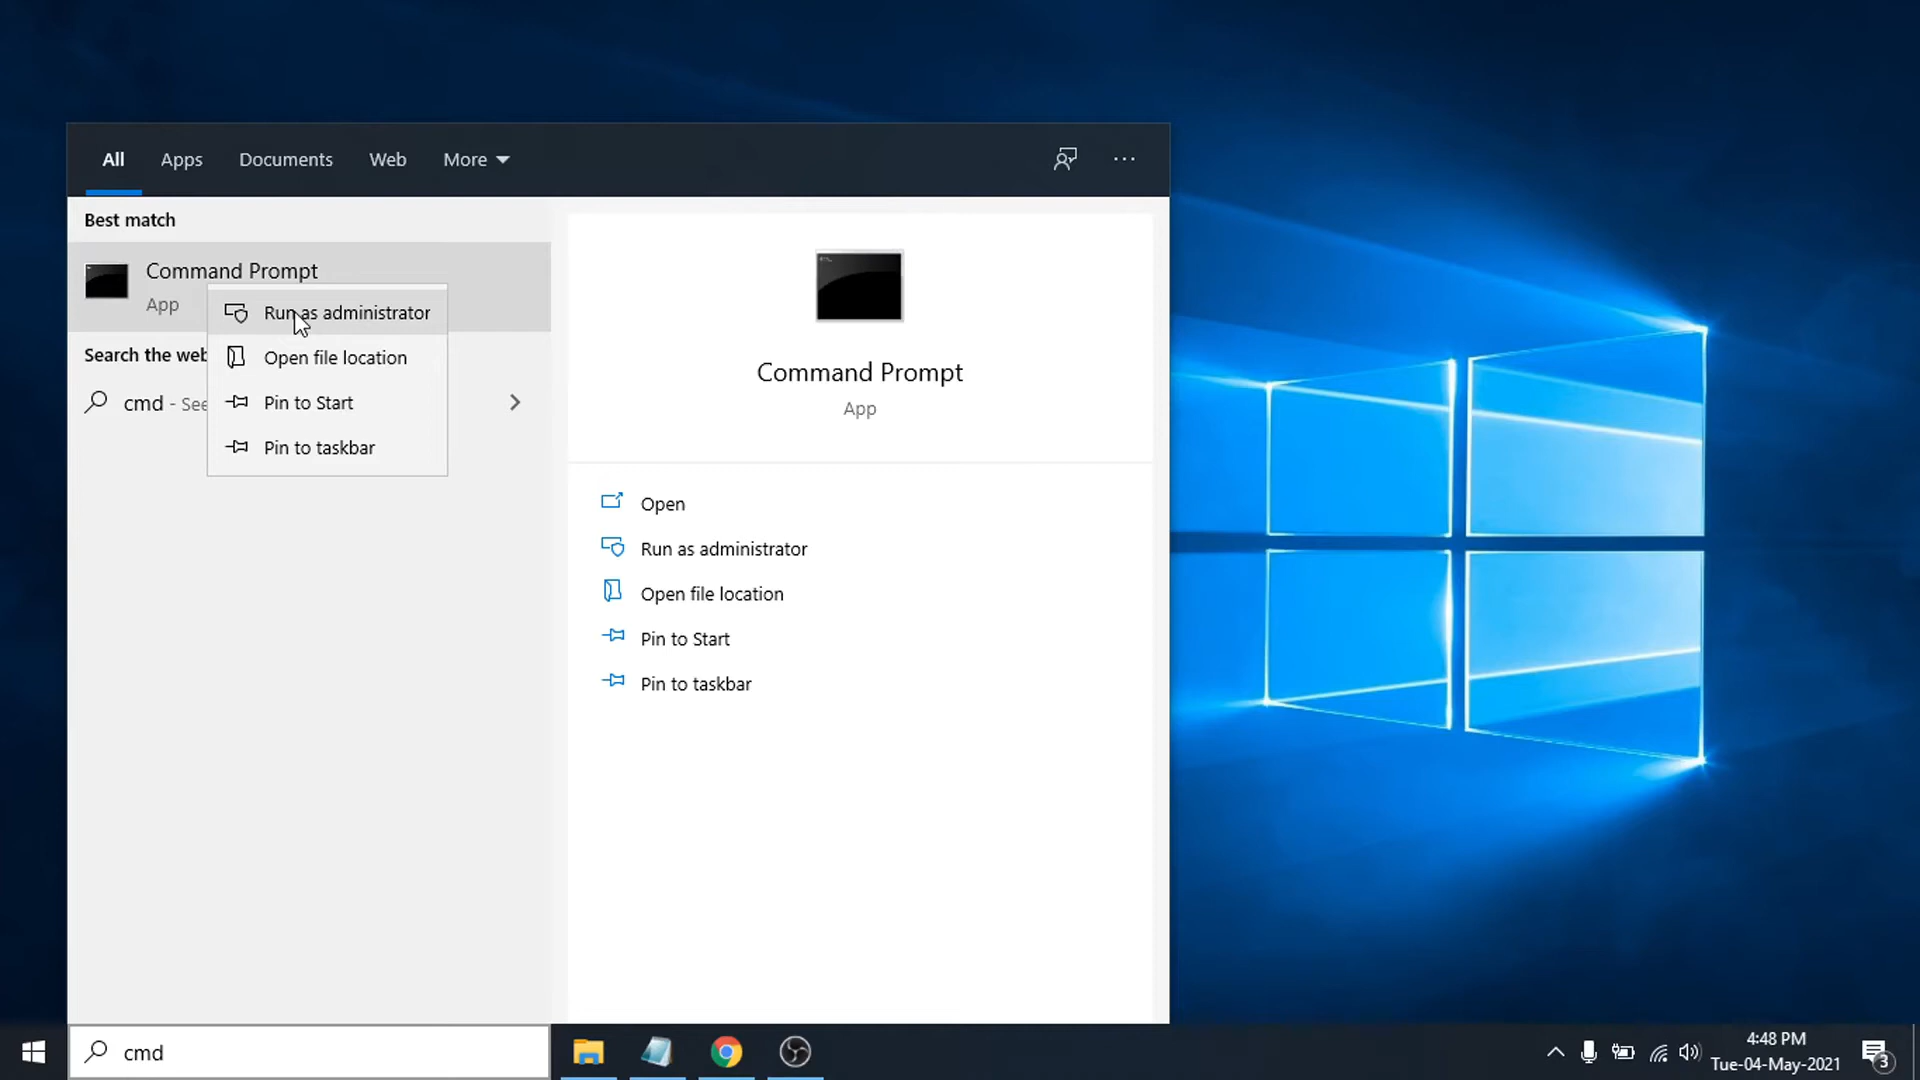 All Apps Documents Web More
Best match
Command Prompt
App
Run as administrator
Open file location
Pin to Start
Pin to taskbar
Search the web
cmd - See
Command Prompt
App
Open
Run as administrator
Open file location
Pin to Start
Pin to taskbar
cmd
4:48 PM
Tue-04-May-2021
3